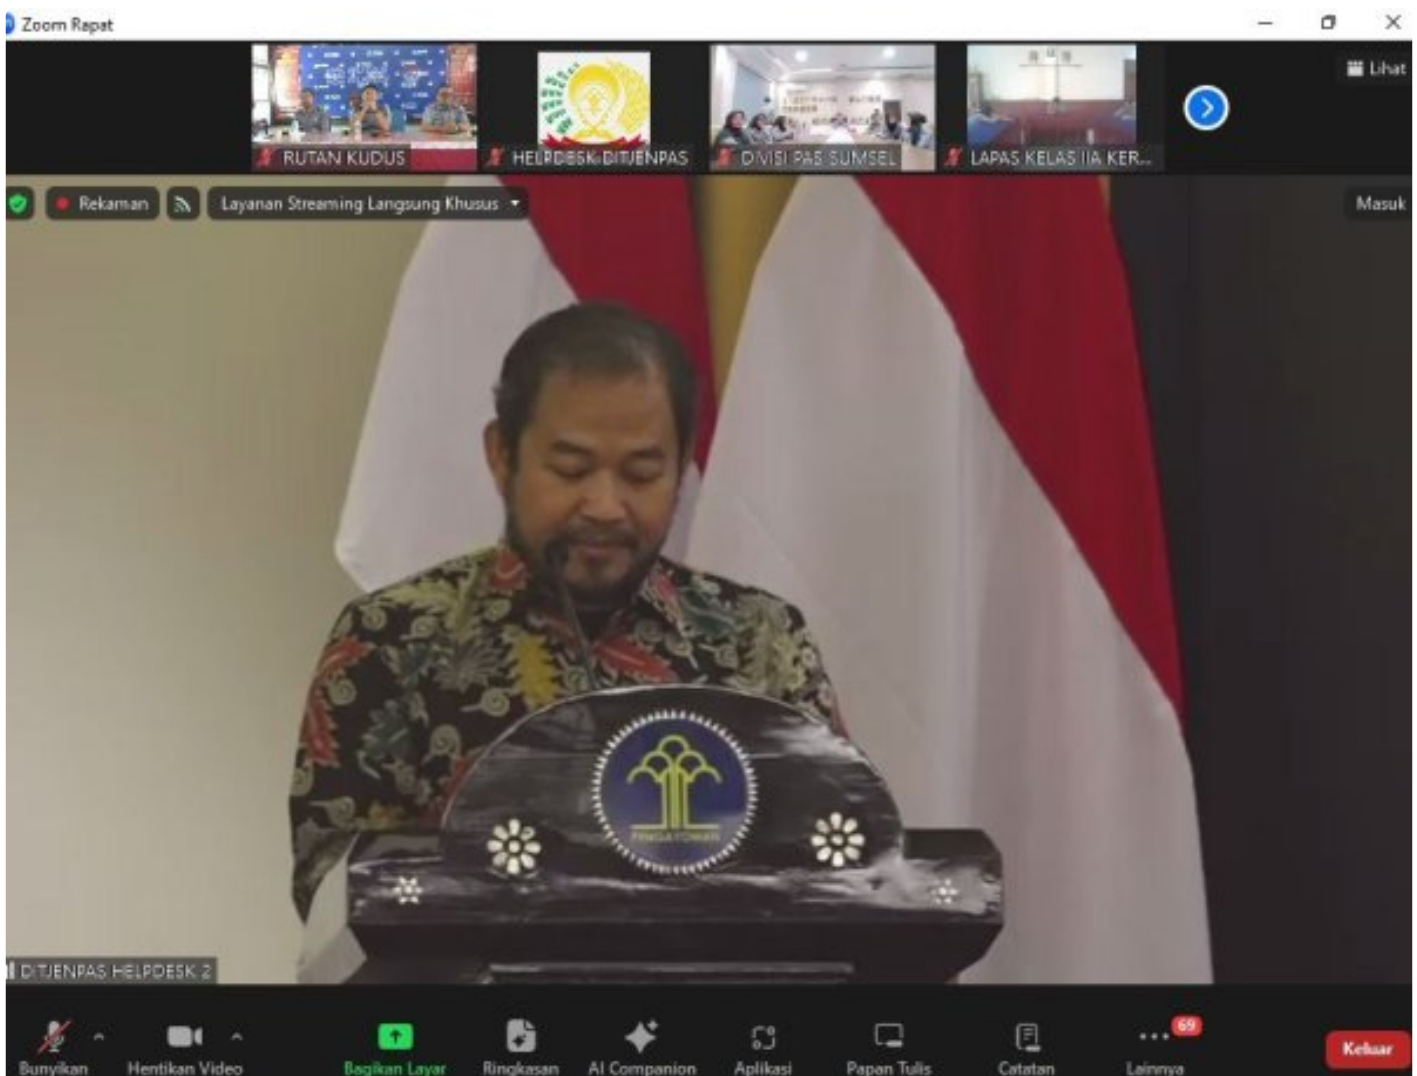 Zoom Rapat
Lihat
RUTAN KUDUS
HELPDESK DITJENPAS
DIVISI PAS SUMSEL
LAPAS KELAS IIA KER...
Rekaman
Layanan Streaming Langsung Khusus
Masuk
PENGAYOMAN
DITJENPAS HELPDESK 2
69
Bunyikan
Hentikan Video
Bagikan Layar
Ringkasan
AI Companion
Aplikasi
Papan Tulis
Catatan
Lainnya
Keluar